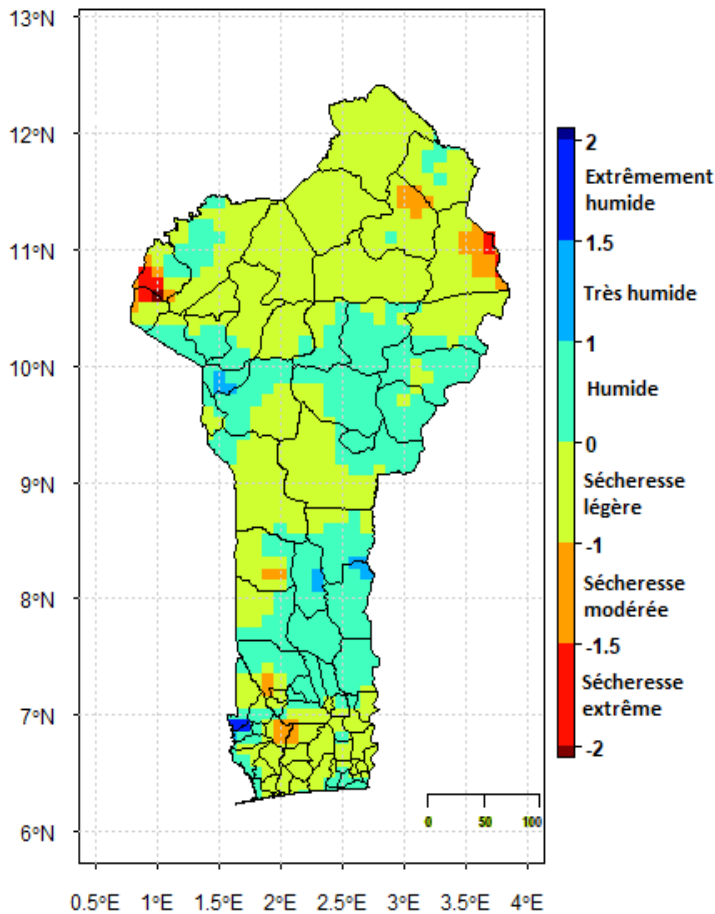 13°N
12°N
11°N
10°N
9°N
8°N
7°N
6°N
0.5°E 1°E 1.5°E 2°E 2.5°E 3°E 3.5°E 4°E
0 50 100
2
Extrêmement
humide
1.5
Très humide
1
Humide
0
Sécheresse
légère
-1
Sécheresse
modérée
-1.5
Sécheresse
extrême
-2